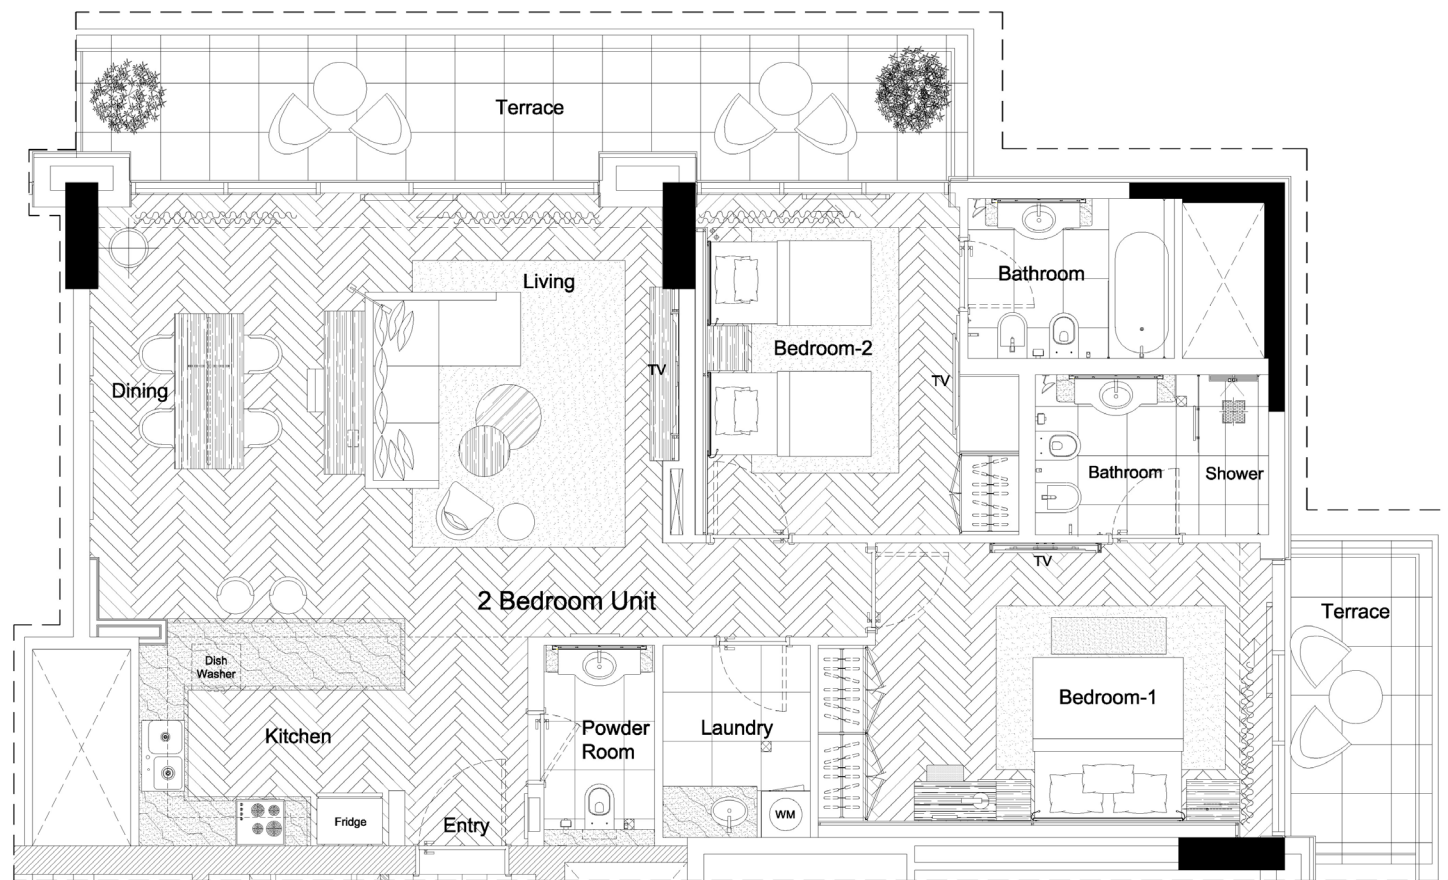 Terrace
Living
Bathroom
Bedroom-2
TV
TV
Dining
Bathroom
Shower
TV
2 Bedroom Unit
Terrace
Dish
Washer
Bedroom-1
Kitchen
Powder
Room
Laundry
Fridge
Entry
WM